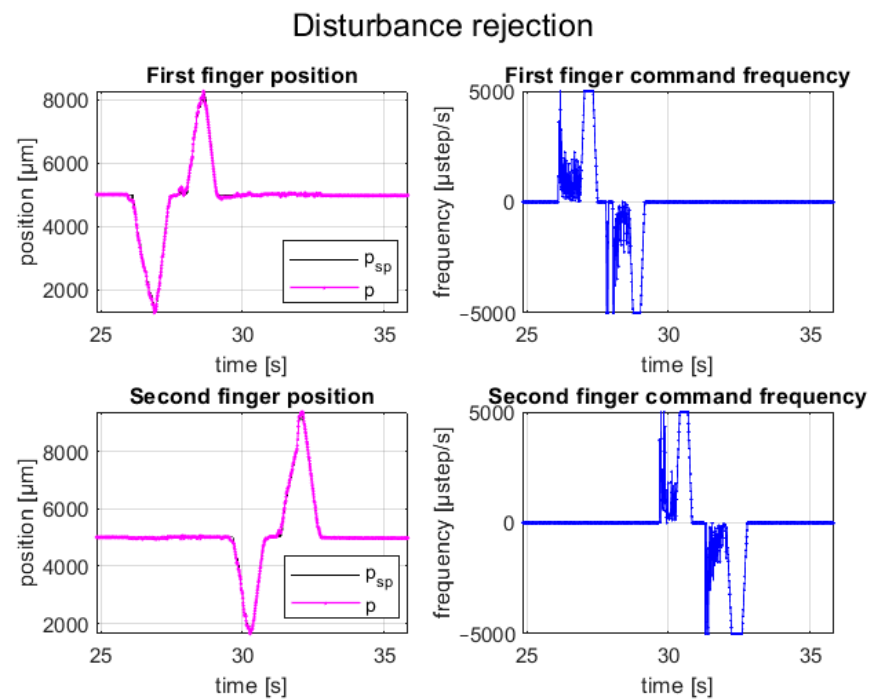 Disturbance rejection
First finger position
position [μm]
8000
6000
4000
2000
25
30
35
time [s]
p_sp
p
First finger command frequency
frequency [μstep/s]
5000
0
−5000
25
30
35
time [s]
Second finger position
position [μm]
8000
6000
4000
2000
25
30
35
time [s]
p_sp
p
Second finger command frequency
frequency [μstep/s]
5000
0
−5000
25
30
35
time [s]